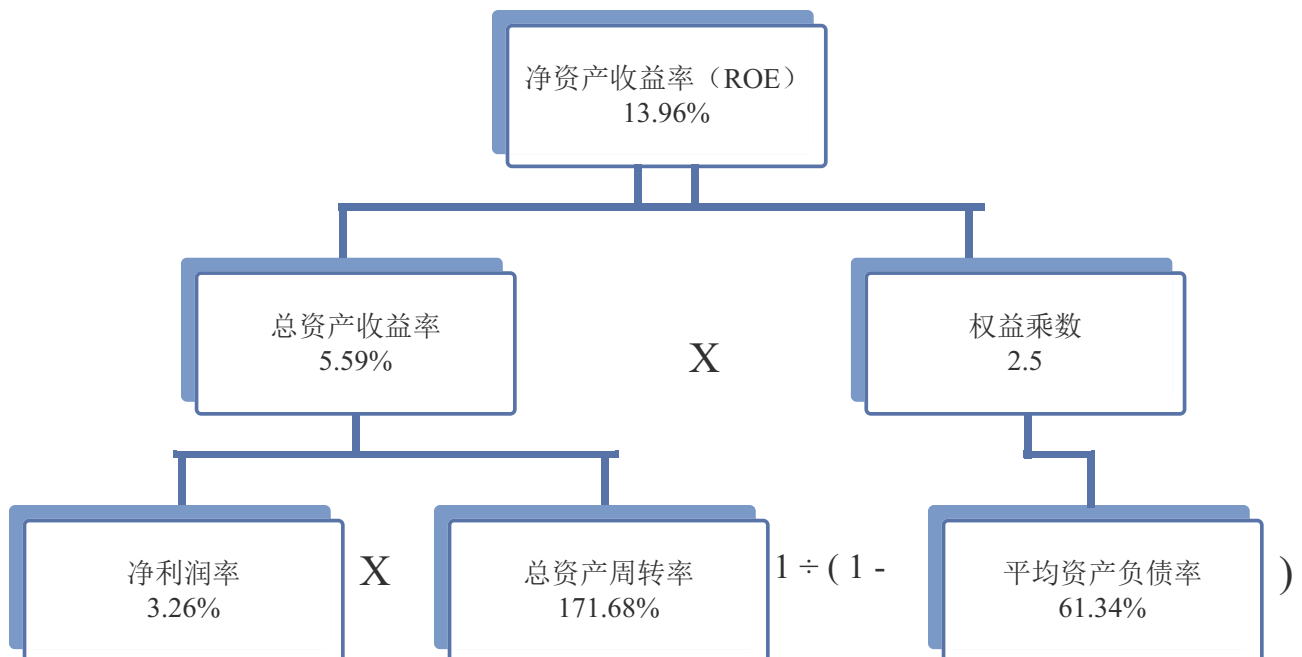 净资产收益率（ROE）
13.96%
总资产收益率
5.59%
X
权益乘数
2.5
净利润率
3.26%
X
总资产周转率
171.68%
1 ÷ ( 1 -
平均资产负债率
61.34%
)